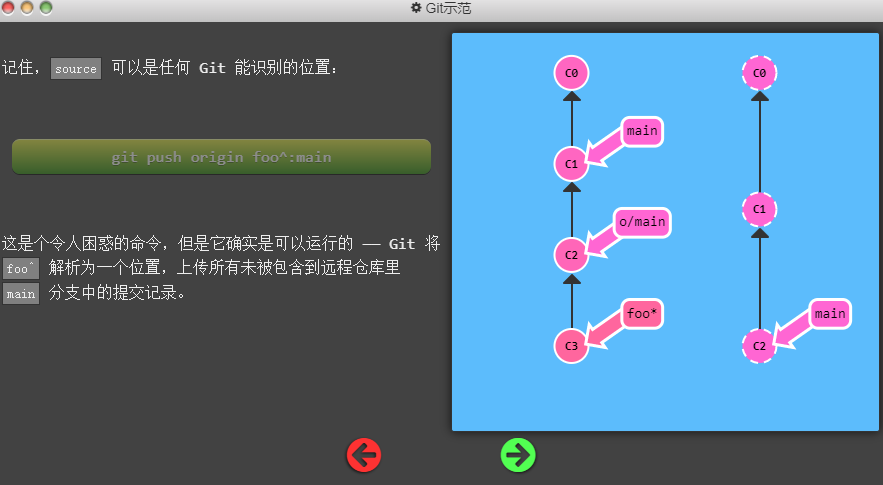 Git示范
记住, source 可以是任何 Git 能识别的位置:
git push origin foo^:main
这是个令人困惑的命令，但是它确实是可以运行的 —— Git 将
foo^ 解析为一个位置，上传所有未被包含到远程仓库里
main 分支中的提交记录。
C0
main
C1
o/main
C2
foo*
C3
C0
C1
main
C2